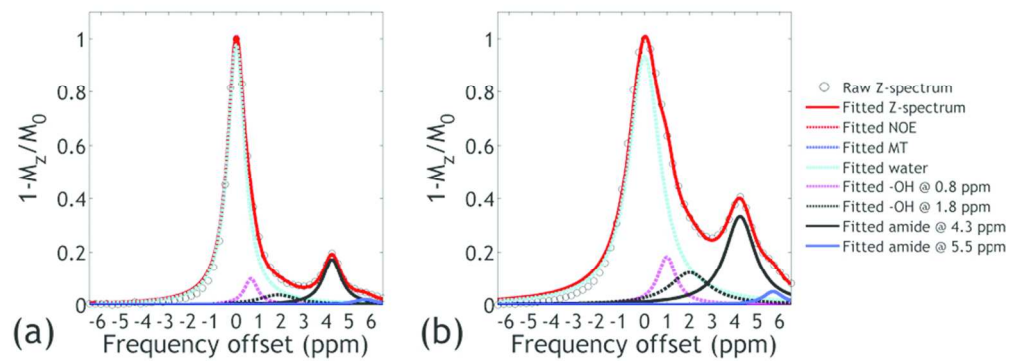 1-Mz/M0
1
0.8
0.6
0.4
0.2
0
-6 -5 -4 -3 -2 -1 0 1 2 3 4 5 6
Frequency offset (ppm)
(a)
1-Mz/M0
1
0.8
0.6
0.4
0.2
0
-6 -5 -4 -3 -2 -1 0 1 2 3 4 5 6
Frequency offset (ppm)
(b)
Raw Z-spectrum
Fitted Z-spectrum
Fitted NOE
Fitted MT
Fitted water
Fitted -OH @ 0.8 ppm
Fitted -OH @ 1.8 ppm
Fitted amide @ 4.3 ppm
Fitted amide @ 5.5 ppm